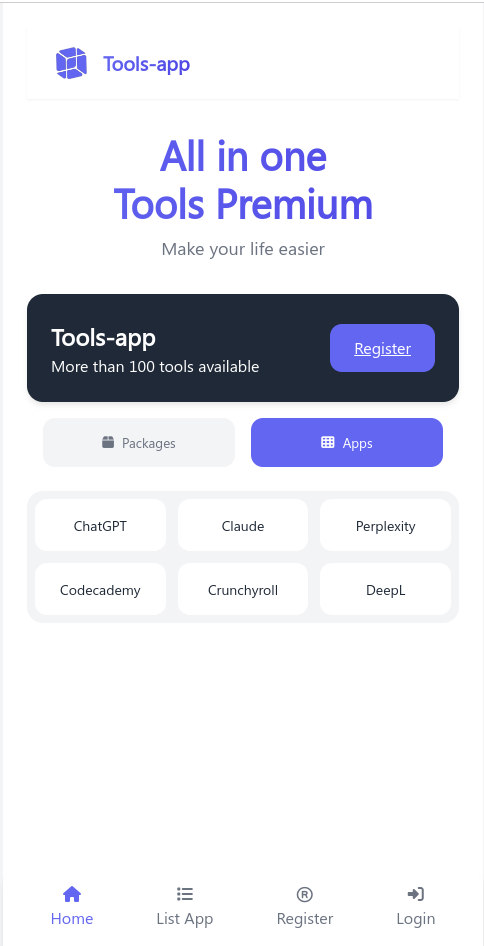 Tools-app
All in one
Tools Premium
Make your life easier
Tools-app
More than 100 tools available
Register
Packages
Apps
ChatGPT
Claude
Perplexity
Codecademy
Crunchyroll
DeepL
Home
List App
Register
Login